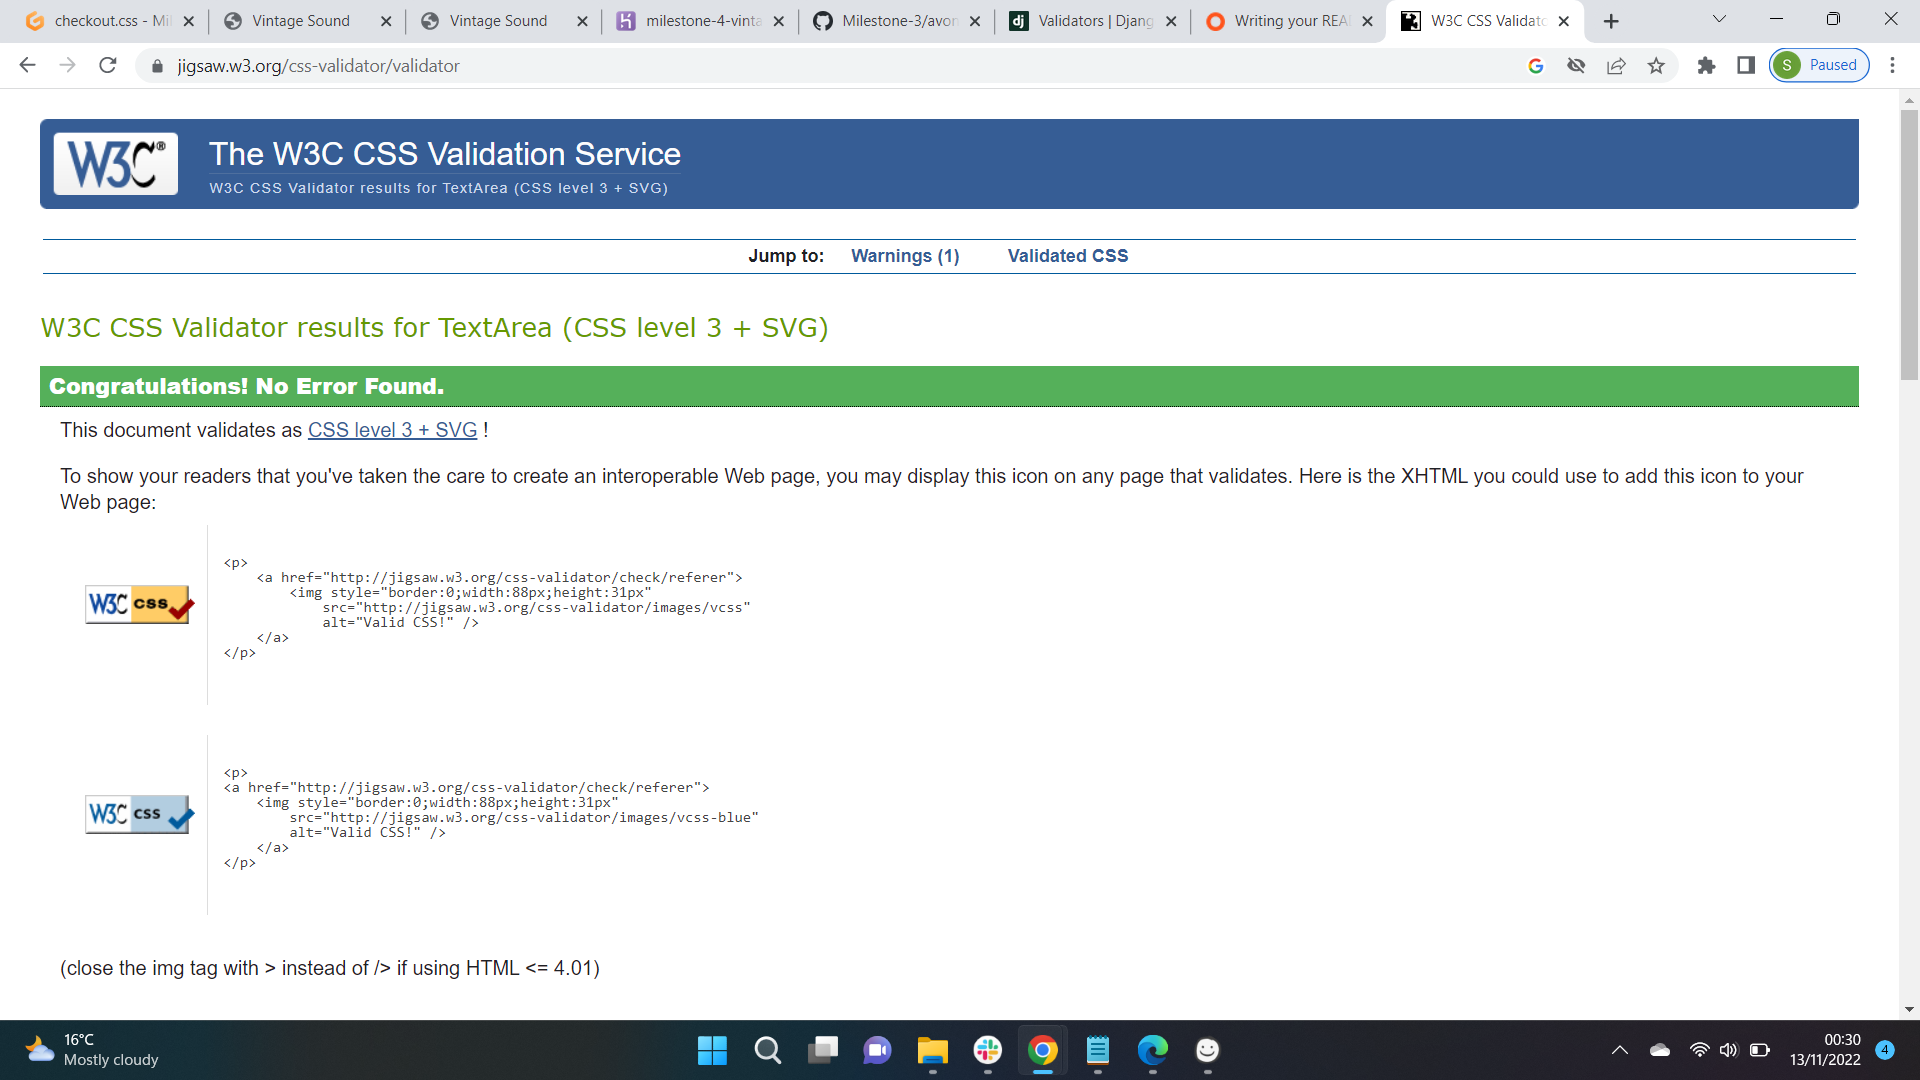 checkout.css - Mil
Vintage Sound
Vintage Sound
milestone-4-vinta
Milestone-3/avon
Validators | Djang
Writing your REA
W3C CSS Validato
jigsaw.w3.org/css-validator/validator
S Paused
W3C®
The W3C CSS Validation Service
W3C CSS Validator results for TextArea (CSS level 3 + SVG)
Jump to: Warnings (1) Validated CSS
W3C CSS Validator results for TextArea (CSS level 3 + SVG)
Congratulations! No Error Found.
This document validates as CSS level 3 + SVG !
To show your readers that you've taken the care to create an interoperable Web page, you may display this icon on any page that validates. Here is the XHTML you could use to add this icon to your
Web page:
W3C css
<p>
<a href="http://jigsaw.w3.org/css-validator/check/referer">
<img style="border:0;width:88px;height:31px"
src="http://jigsaw.w3.org/css-validator/images/vcss"
alt="Valid CSS!" />
</a>
</p>
W3C css
<p>
<a href="http://jigsaw.w3.org/css-validator/check/referer">
<img style="border:0;width:88px;height:31px"
src="http://jigsaw.w3.org/css-validator/images/vcss-blue"
alt="Valid CSS!" />
</a>
</p>
(close the img tag with > instead of /> if using HTML <= 4.01)
16°C
Mostly cloudy
00:30
13/11/2022
4